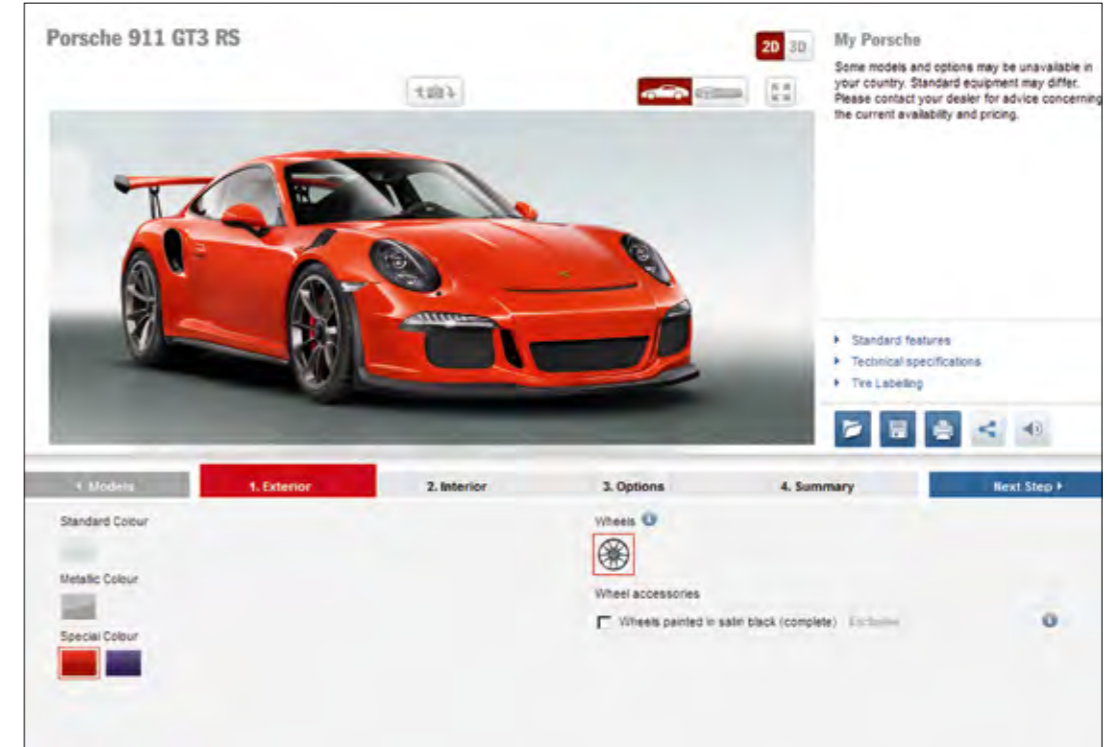 Porsche 911 GT3 RS
2D 3D
My Porsche
Some models and options may be unavailable in
your country. Standard equipment may differ.
Please contact your dealer for advice concerning
the current availability and pricing.
Standard features
Technical specifications
Tire Labelling
Models
1. Exterior
2. Interior
3. Options
4. Summary
Next Step
Standard Colour
Metallic Colour
Special Colour
Wheels
Wheel accessories
Wheels painted in satin black (complete) Exclusive